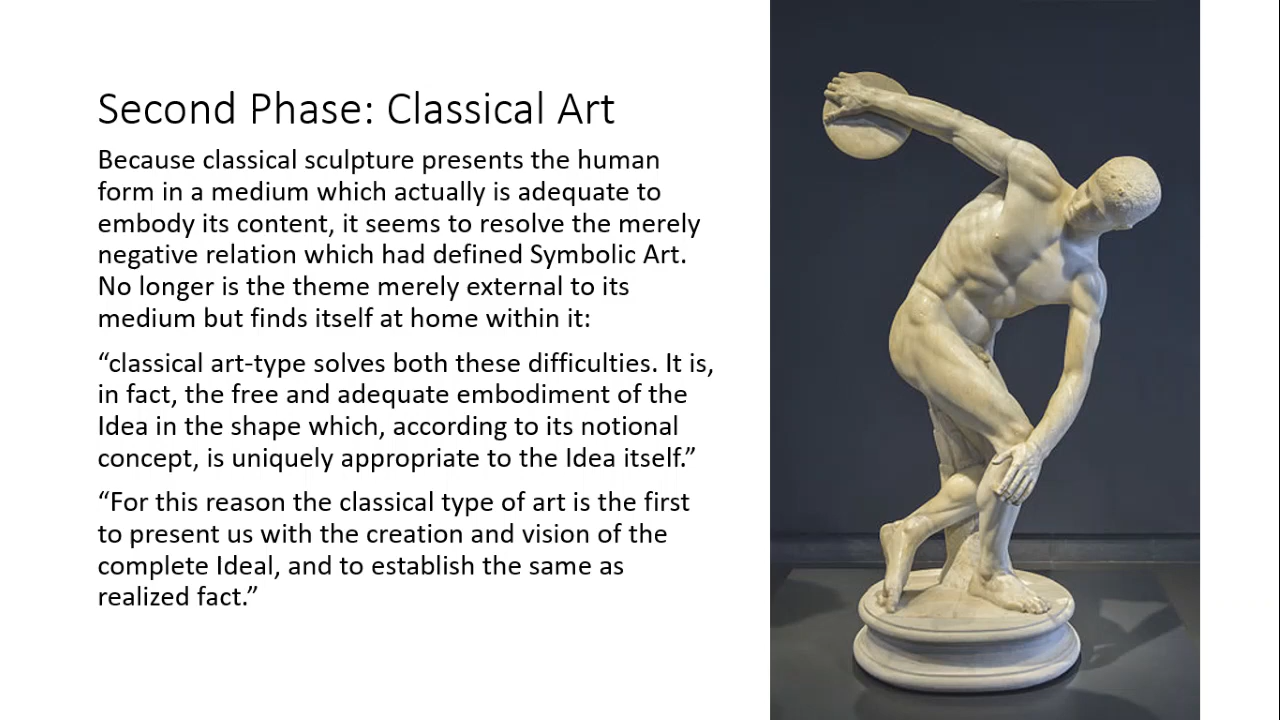 Second Phase: Classical Art
Because classical sculpture presents the human
form in a medium which actually is adequate to
embody its content, it seems to resolve the merely
negative relation which had defined Symbolic Art.
No longer is the theme merely external to its
medium but finds itself at home within it:
“classical art-type solves both these difficulties. It is,
in fact, the free and adequate embodiment of the
Idea in the shape which, according to its notional
concept, is uniquely appropriate to the Idea itself.”
“For this reason the classical type of art is the first
to present us with the creation and vision of the
complete Ideal, and to establish the same as
realized fact.”